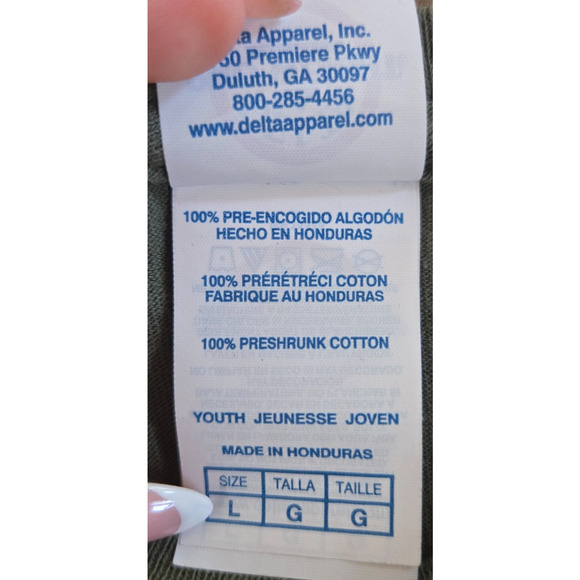 Apparel, Inc.
Premiere Pkwy
Duluth, GA 30097
800-285-4456
www.deltaapparel.com
100% PRE-ENCOGIDO ALGODÓN
HECHO EN HONDURAS
100% PRÉRÉTRÉCI COTON
FABRIQUE AU HONDURAS
100% PRESHRUNK COTTON
YOUTH JEUNESSE JOVEN
MADE IN HONDURAS
SIZE TALLA TAILLE
L G G